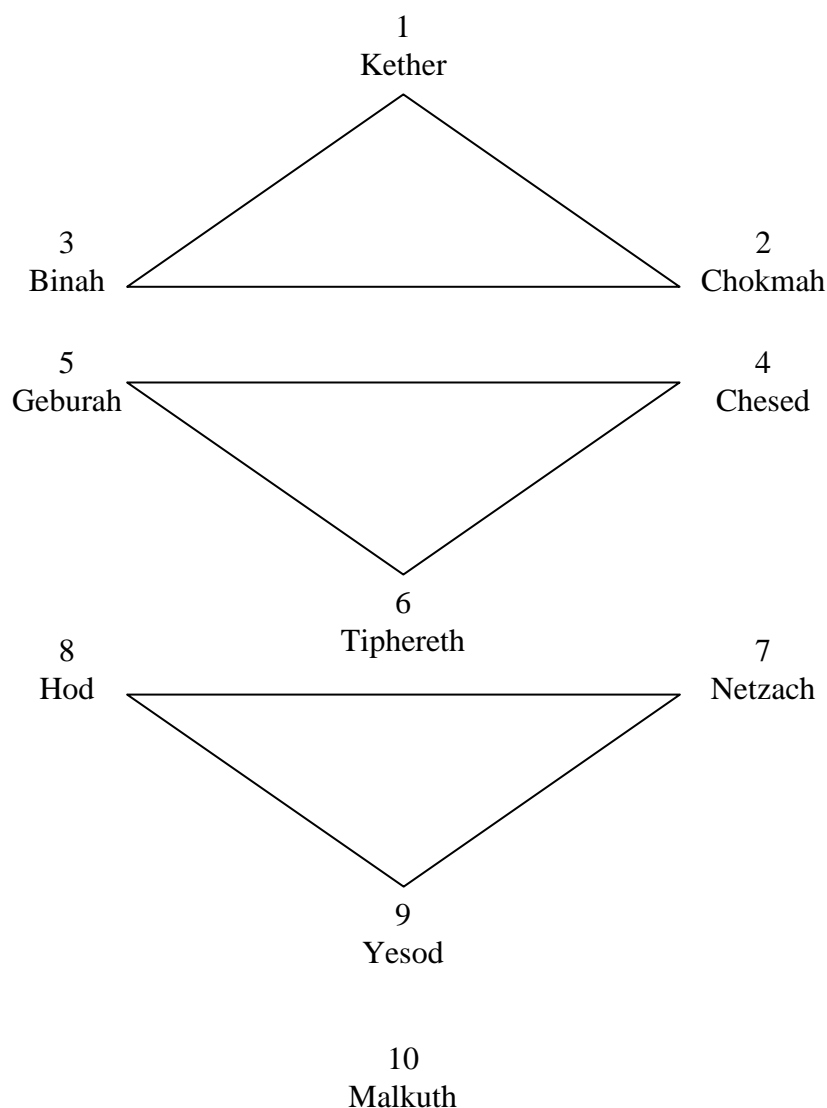 1
Kether
3
Binah
2
Chokmah
5
Geburah
4
Chesed
6
Tiphereth
8
Hod
7
Netzach
9
Yesod
10
Malkuth